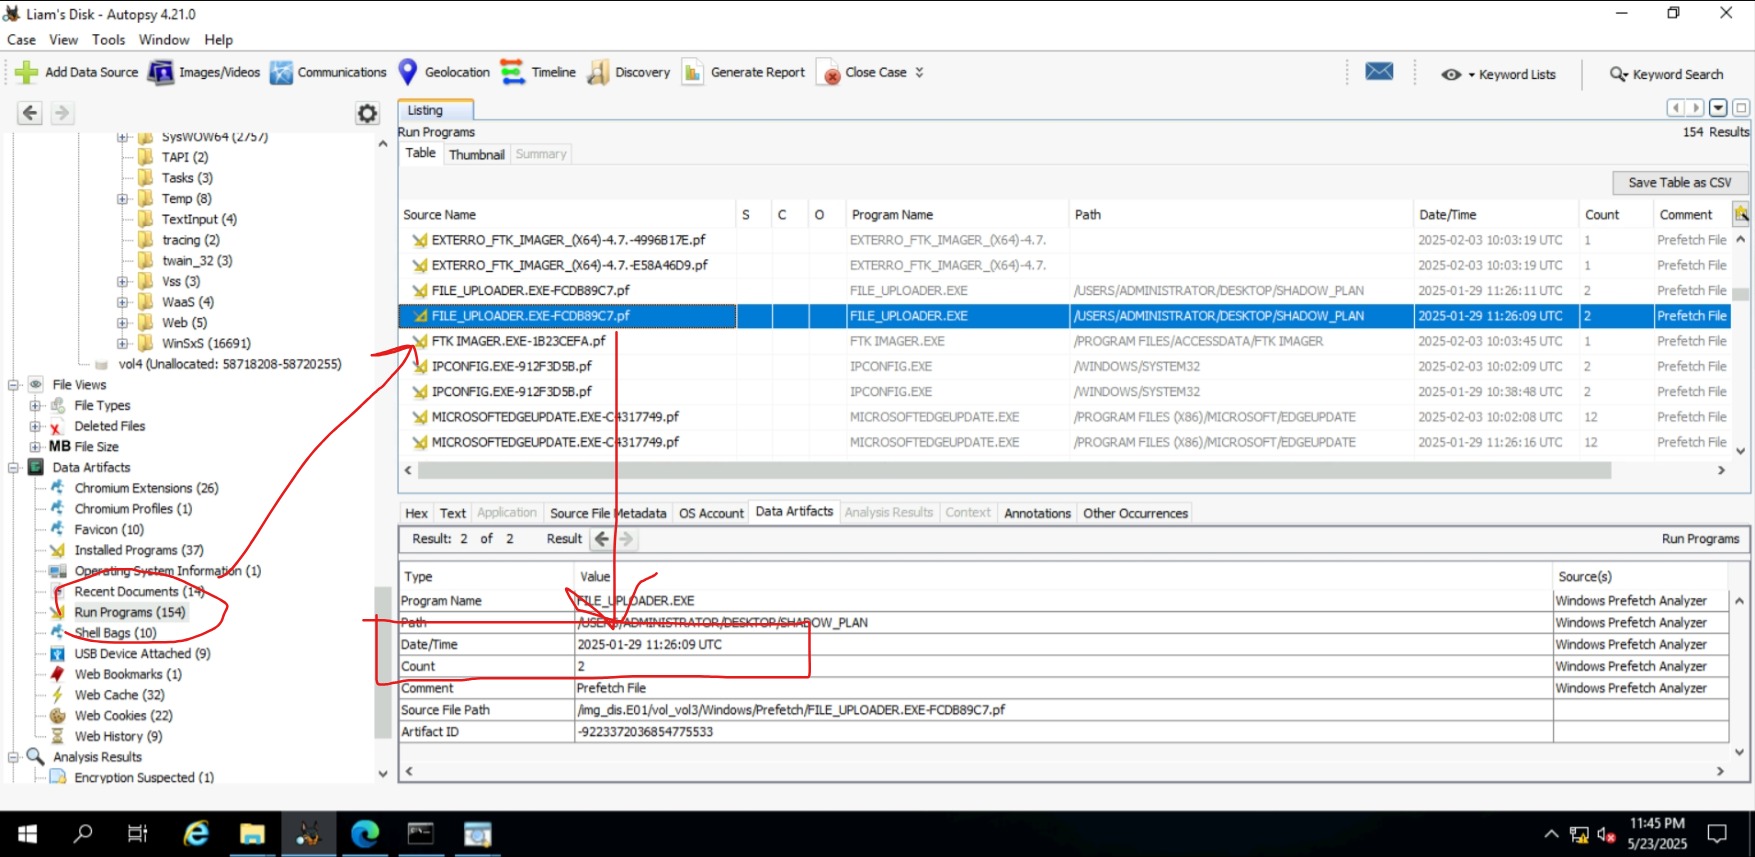 Liam's Disk - Autopsy 4.21.0
Case View Tools Window Help
Add Data Source Images/Videos Communications Geolocation Timeline Discovery Generate Report Close Case Keyword Lists Keyword Search
SysWOW64 (2757)
TAPI (2)
Tasks (3)
Temp (8)
TextInput (4)
tracing (2)
twain_32 (3)
Vss (3)
WaaS (4)
Web (5)
WinSxS (16691)
vol4 (Unallocated: 58718208-58720255)
File Views
File Types
Deleted Files
MB File Size
Data Artifacts
Chromium Extensions (26)
Chromium Profiles (1)
Favicon (10)
Installed Programs (37)
Operating System Information (1)
Recent Documents (14)
Run Programs (154)
Shell Bags (10)
USB Device Attached (9)
Web Bookmarks (1)
Web Cache (32)
Web Cookies (22)
Web History (9)
Analysis Results
Encryption Suspected (1)
Listing
Run Programs 154 Results
Table Thumbnail Summary
Save Table as CSV
Source Name S C O Program Name Path Date/Time Count Comment
EXTERRO_FTK_IMAGER_(X64)-4.7.-4996B17E.pf EXTERRO_FTK_IMAGER_(X64)-4.7. 2025-02-03 10:03:19 UTC 1 Prefetch File
EXTERRO_FTK_IMAGER_(X64)-4.7.-E58A46D9.pf EXTERRO_FTK_IMAGER_(X64)-4.7. 2025-02-03 10:03:19 UTC 1 Prefetch File
FILE_UPLOADER.EXE-FCDB89C7.pf FILE_UPLOADER.EXE /USERS/ADMINISTRATOR/DESKTOP/SHADOW_PLAN 2025-01-29 11:26:11 UTC 2 Prefetch File
FILE_UPLOADER.EXE-FCDB89C7.pf FILE_UPLOADER.EXE /USERS/ADMINISTRATOR/DESKTOP/SHADOW_PLAN 2025-01-29 11:26:09 UTC 2 Prefetch File
FTK IMAGER.EXE-1B23CEFA.pf FTK IMAGER.EXE /PROGRAM FILES/ACCESSDATA/FTK IMAGER 2025-02-03 10:03:45 UTC 1 Prefetch File
IPCONFIG.EXE-912F3D5B.pf IPCONFIG.EXE /WINDOWS/SYSTEM32 2025-02-03 10:02:09 UTC 2 Prefetch File
IPCONFIG.EXE-912F3D5B.pf IPCONFIG.EXE /WINDOWS/SYSTEM32 2025-01-29 10:38:48 UTC 2 Prefetch File
MICROSOFTEDGEUPDATE.EXE-C4317749.pf MICROSOFTEDGEUPDATE.EXE /PROGRAM FILES (X86)/MICROSOFT/EDGEUPDATE 2025-02-03 10:02:08 UTC 12 Prefetch File
MICROSOFTEDGEUPDATE.EXE-C4317749.pf MICROSOFTEDGEUPDATE.EXE /PROGRAM FILES (X86)/MICROSOFT/EDGEUPDATE 2025-01-29 11:26:16 UTC 12 Prefetch File
Hex Text Application Source File Metadata OS Account Data Artifacts Analysis Results Context Annotations Other Occurrences
Result: 2 of 2 Result Run Programs
Type Value Source(s)
Program Name FILE_UPLOADER.EXE Windows Prefetch Analyzer
Path /USERS/ADMINISTRATOR/DESKTOP/SHADOW_PLAN Windows Prefetch Analyzer
Date/Time 2025-01-29 11:26:09 UTC Windows Prefetch Analyzer
Count 2 Windows Prefetch Analyzer
Comment Prefetch File Windows Prefetch Analyzer
Source File Path /img_dis.E01/vol_vol3/Windows/Prefetch/FILE_UPLOADER.EXE-FCDB89C7.pf
Artifact ID -9223372036854775533
11:45 PM
5/23/2025